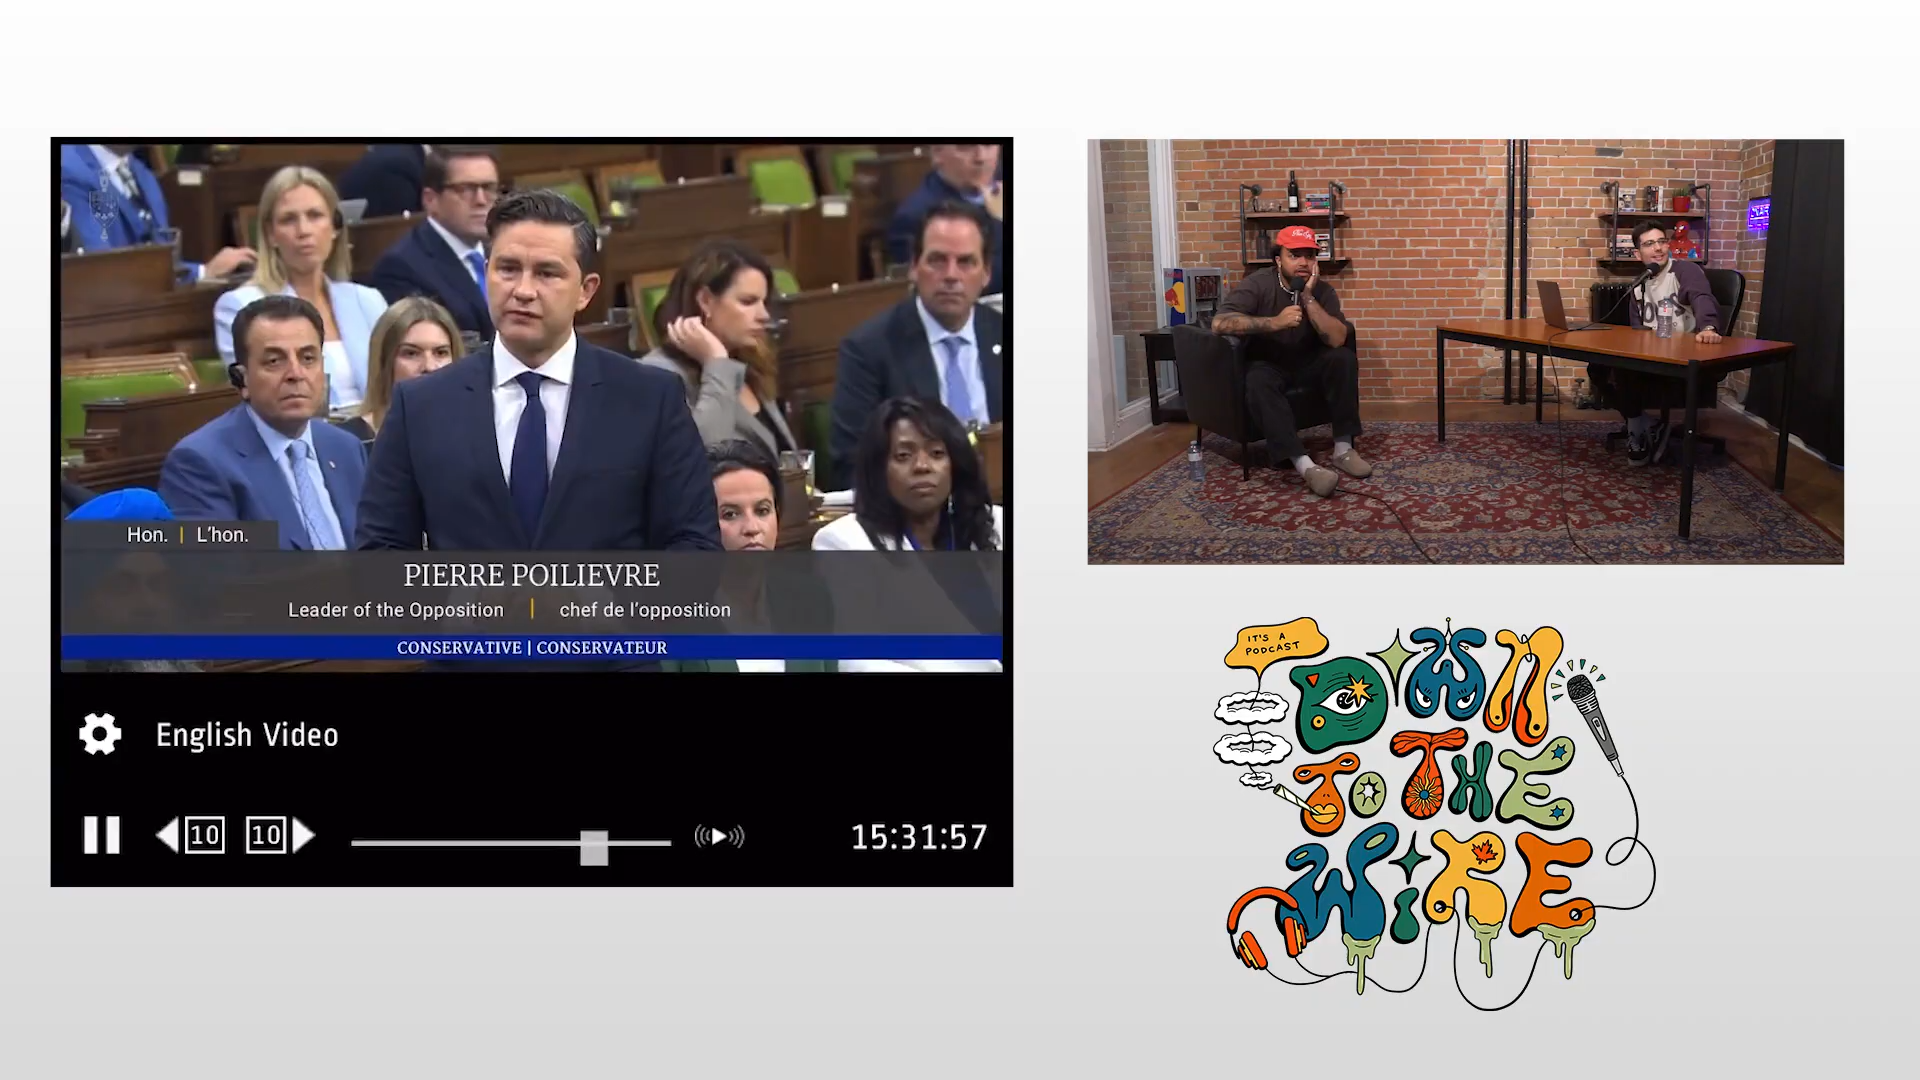 Hon. | L'hon.
PIERRE POILIEVRE
Leader of the Opposition | chef de l'opposition
CONSERVATIVE | CONSERVATEUR
English Video
10 10 15:31:57
IT'S A
PODCAST
DOWN
TO THE
WIRE